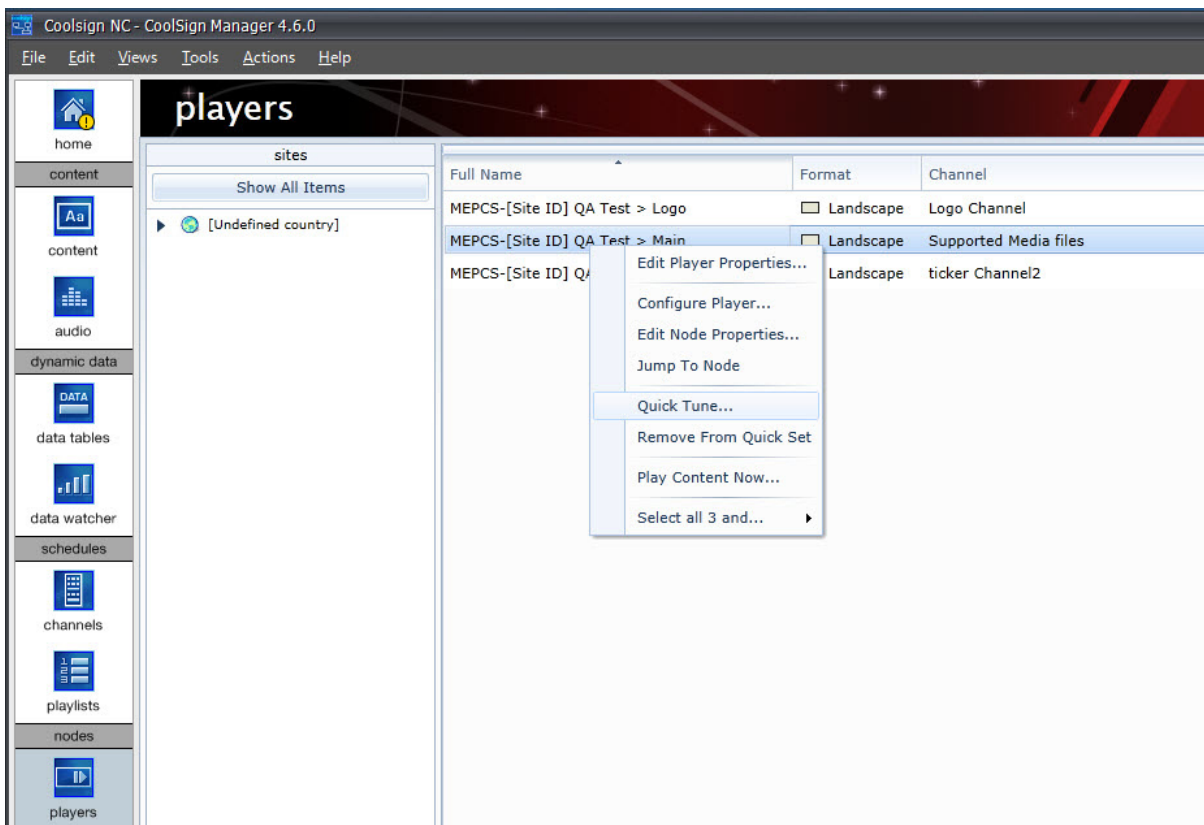 Coolsign NC - CoolSign Manager 4.6.0
File Edit Views Tools Actions Help
home
content
Aa
content
audio
dynamic data
DATA
data tables
data watcher
schedules
channels
1
2
3
playlists
nodes
players
players
sites
Show All Items
[Undefined country]
Full Name Format Channel
MEPCS-[Site ID] QA Test > Logo Landscape Logo Channel
MEPCS-[Site ID] QA Test > Main Landscape Supported Media files
MEPCS-[Site ID] Landscape ticker Channel2
Edit Player Properties...
Configure Player...
Edit Node Properties...
Jump To Node
Quick Tune...
Remove From Quick Set
Play Content Now...
Select all 3 and...